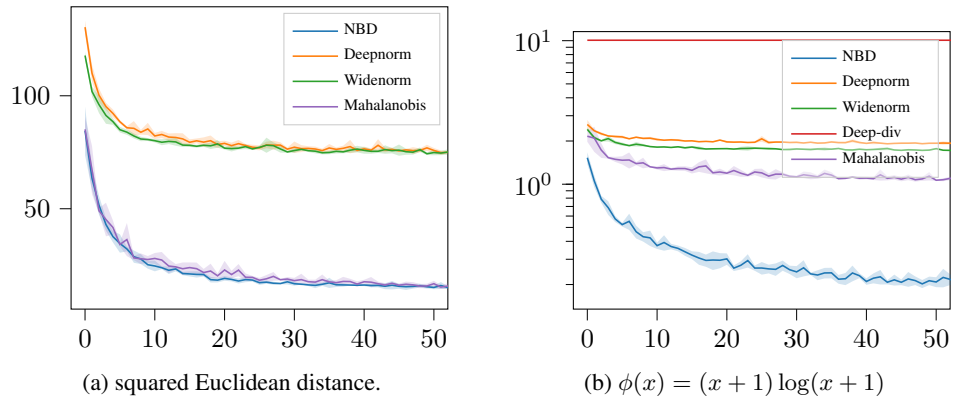 100
50
0
10
20
30
40
50
NBD
Deepnorm
Widenorm
Mahalanobis
(a) squared Euclidean distance.
10^1
10^0
0
10
20
30
40
50
NBD
Deepnorm
Widenorm
Deep-div
Mahalanobis
(b) ϕ(x) = (x + 1) log(x + 1)